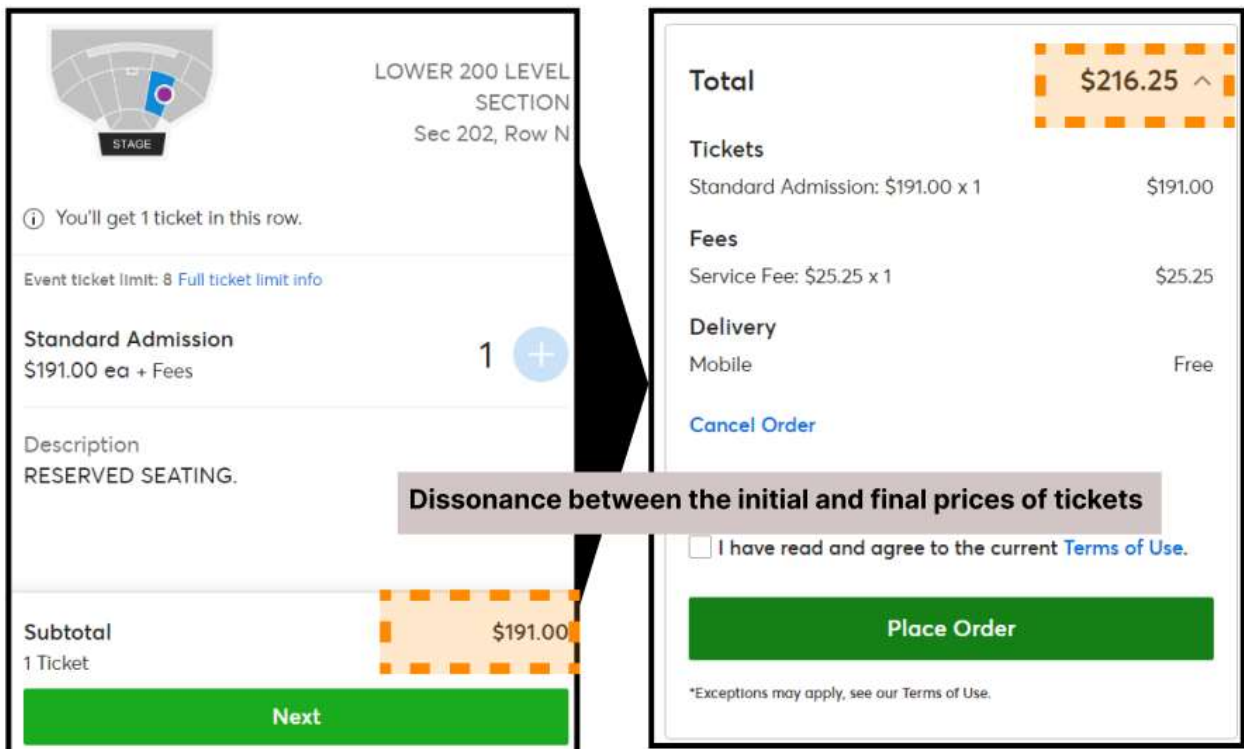 LOWER 200 LEVEL
SECTION
Sec 202, Row N
STAGE
You'll get 1 ticket in this row.
Event ticket limit: 8 Full ticket limit info
Standard Admission
$191.00 ea + Fees
1
Description
RESERVED SEATING.
Subtotal
$191.00
1 Ticket
Next
Dissonance between the initial and final prices of tickets
Total
$216.25
Tickets
Standard Admission: $191.00 x 1
$191.00
Fees
Service Fee: $25.25 x 1
$25.25
Delivery
Mobile
Free
Cancel Order
I have read and agree to the current Terms of Use.
Place Order
*Exceptions may apply, see our Terms of Use.